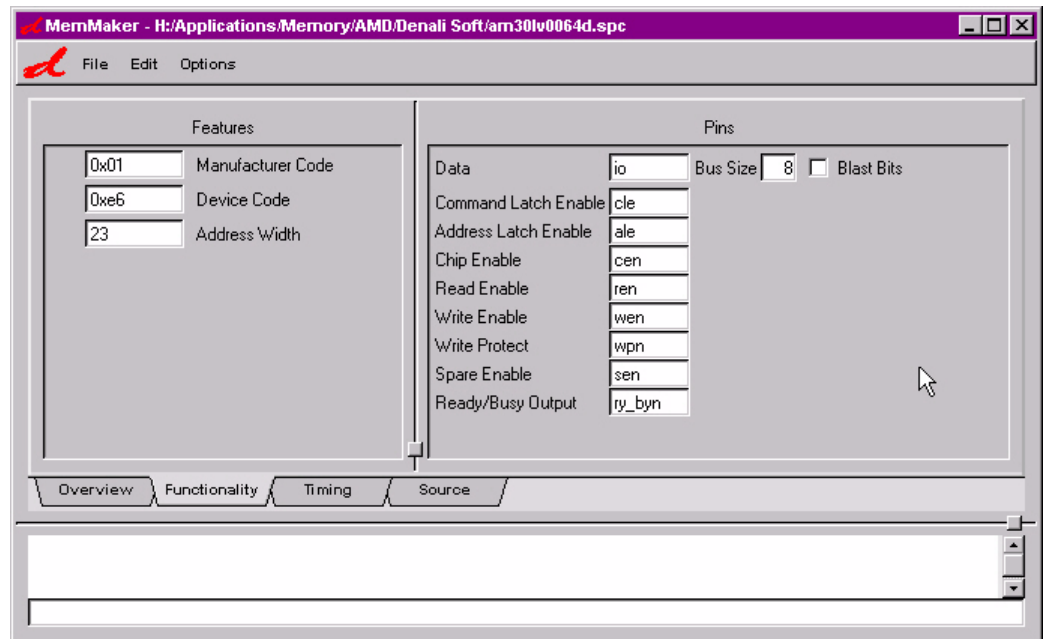 MemMaker - H:/Applications/Memory/AMD/Denali Soft/am30lv0064d.spc
d File Edit Options
Features
0x01 Manufacturer Code
0xe6 Device Code
23 Address Width
Pins
Data io Bus Size 8 Blast Bits
Command Latch Enable cle
Address Latch Enable ale
Chip Enable cen
Read Enable ren
Write Enable wen
Write Protect wpn
Spare Enable sen
Ready/Busy Output ry_byn
Overview Functionality Timing Source